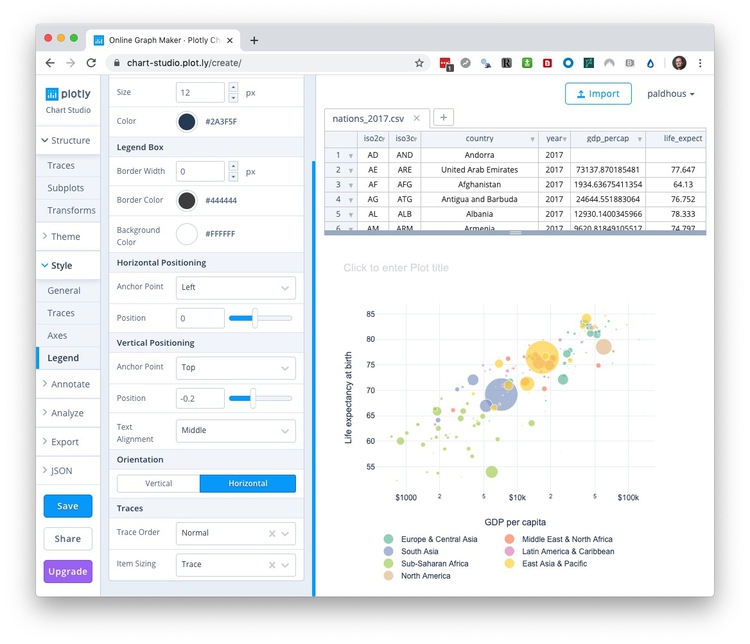 Online Graph Maker · Plotly Ch
chart-studio.plot.ly/create/
plotly
Chart Studio
Structure
Traces
Subplots
Transforms
Theme
Style
General
Traces
Axes
Legend
Annotate
Analyze
Export
JSON
Save
Share
Upgrade
Size 12 px
Color #2A3F5F
Legend Box
Border Width 0 px
Border Color #444444
Background
Color
#FFFFFF
Horizontal Positioning
Anchor Point Left
Position 0
Vertical Positioning
Anchor Point Top
Position -0.2
Text
Alignment
Middle
Orientation
Vertical Horizontal
Traces
Trace Order Normal
Item Sizing Trace
Import paldhous
nations_2017.csv
iso2c iso3c country year gdp_percap life_expect
1 AD AND Andorra 2017
2 AE ARE United Arab Emirates 2017 73137.870185481 77.647
3 AF AFG Afghanistan 2017 1934.63675411354 64.13
4 AG ATG Antigua and Barbuda 2017 24644.551883064 76.752
5 AL ALB Albania 2017 12930.1400345966 78.333
6 AM ARM Armenia 2017 9620.81849105517 74.797
Click to enter Plot title
Life expectancy at birth
85
80
75
70
65
60
55
$1000 2 5 $10k 2 5 $100k
GDP per capita
Europe & Central Asia Middle East & North Africa
South Asia Latin America & Caribbean
Sub-Saharan Africa East Asia & Pacific
North America